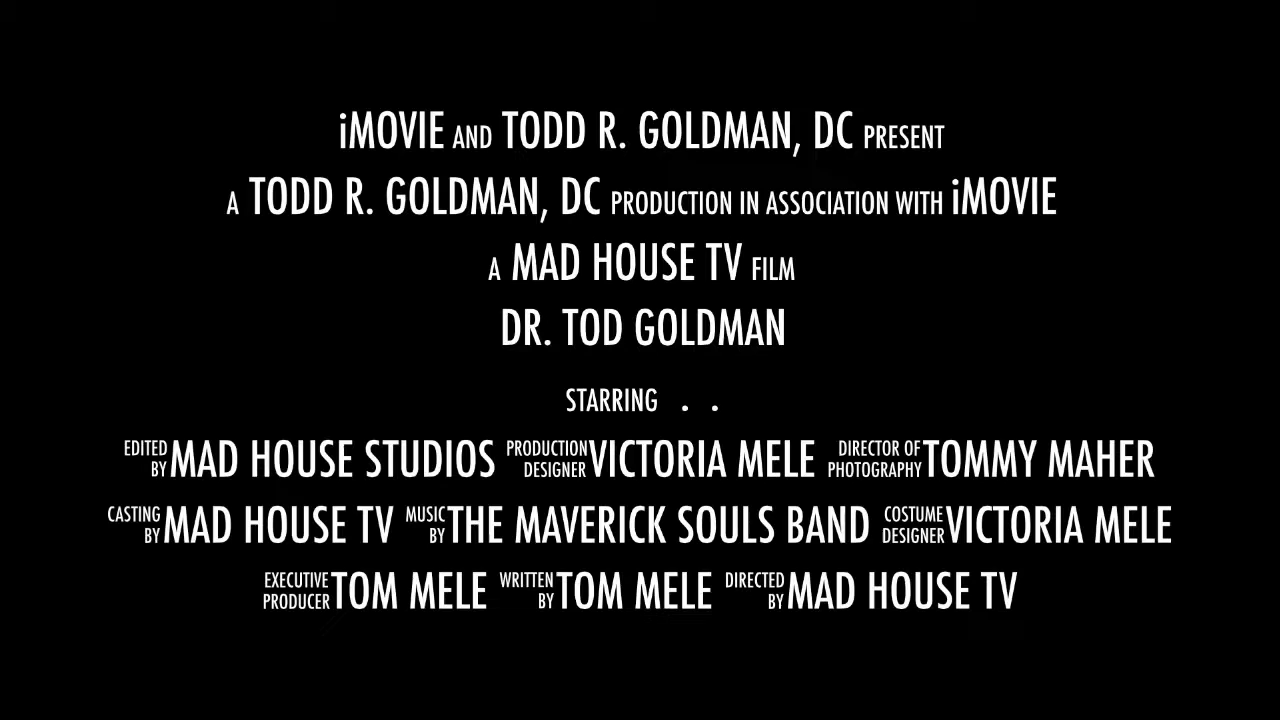 iMOVIE AND TODD R. GOLDMAN, DC PRESENT
A TODD R. GOLDMAN, DC PRODUCTION IN ASSOCIATION WITH iMOVIE
A MAD HOUSE TV FILM
DR. TOD GOLDMAN
STARRING . .
EDITED BY MAD HOUSE STUDIOS PRODUCTION DESIGNER VICTORIA MELE DIRECTOR OF PHOTOGRAPHY TOMMY MAHER
CASTING BY MAD HOUSE TV MUSIC BY THE MAVERICK SOULS BAND COSTUME DESIGNER VICTORIA MELE
EXECUTIVE PRODUCER TOM MELE WRITTEN BY TOM MELE DIRECTED BY MAD HOUSE TV